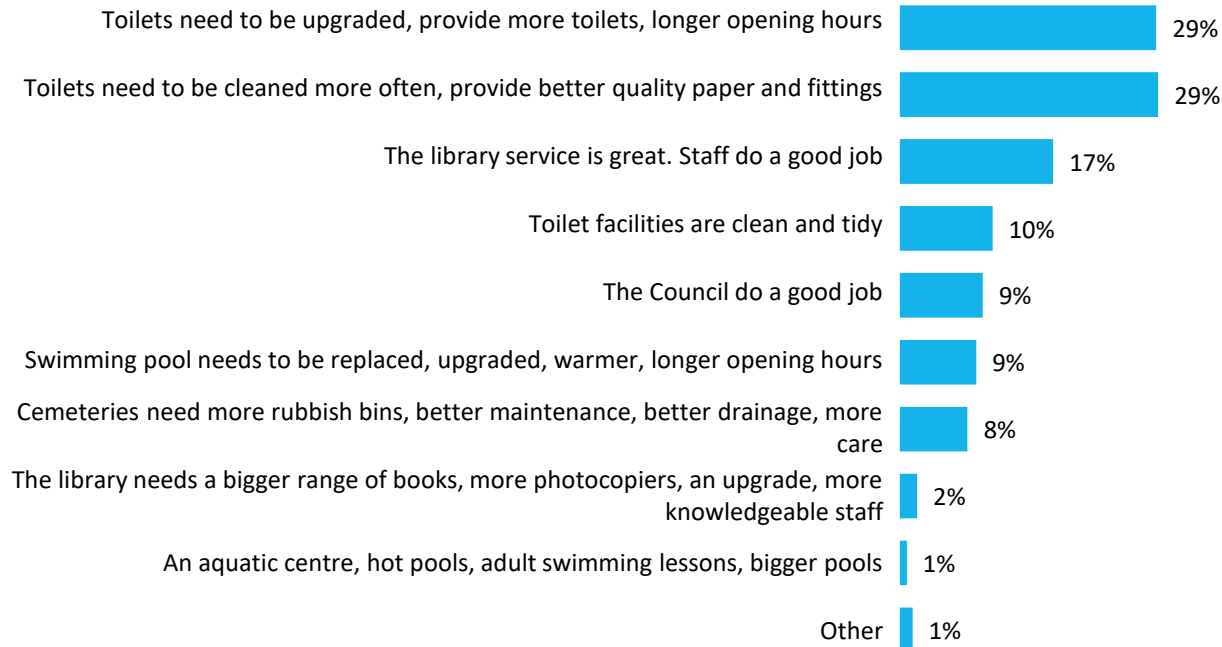 Toilets need to be upgraded, provide more toilets, longer opening hours 29%
Toilets need to be cleaned more often, provide better quality paper and fittings 29%
The library service is great. Staff do a good job 17%
Toilet facilities are clean and tidy 10%
The Council do a good job 9%
Swimming pool needs to be replaced, upgraded, warmer, longer opening hours 9%
Cemeteries need more rubbish bins, better maintenance, better drainage, more
care 8%
The library needs a bigger range of books, more photocopiers, an upgrade, more
knowledgeable staff 2%
An aquatic centre, hot pools, adult swimming lessons, bigger pools 1%
Other 1%